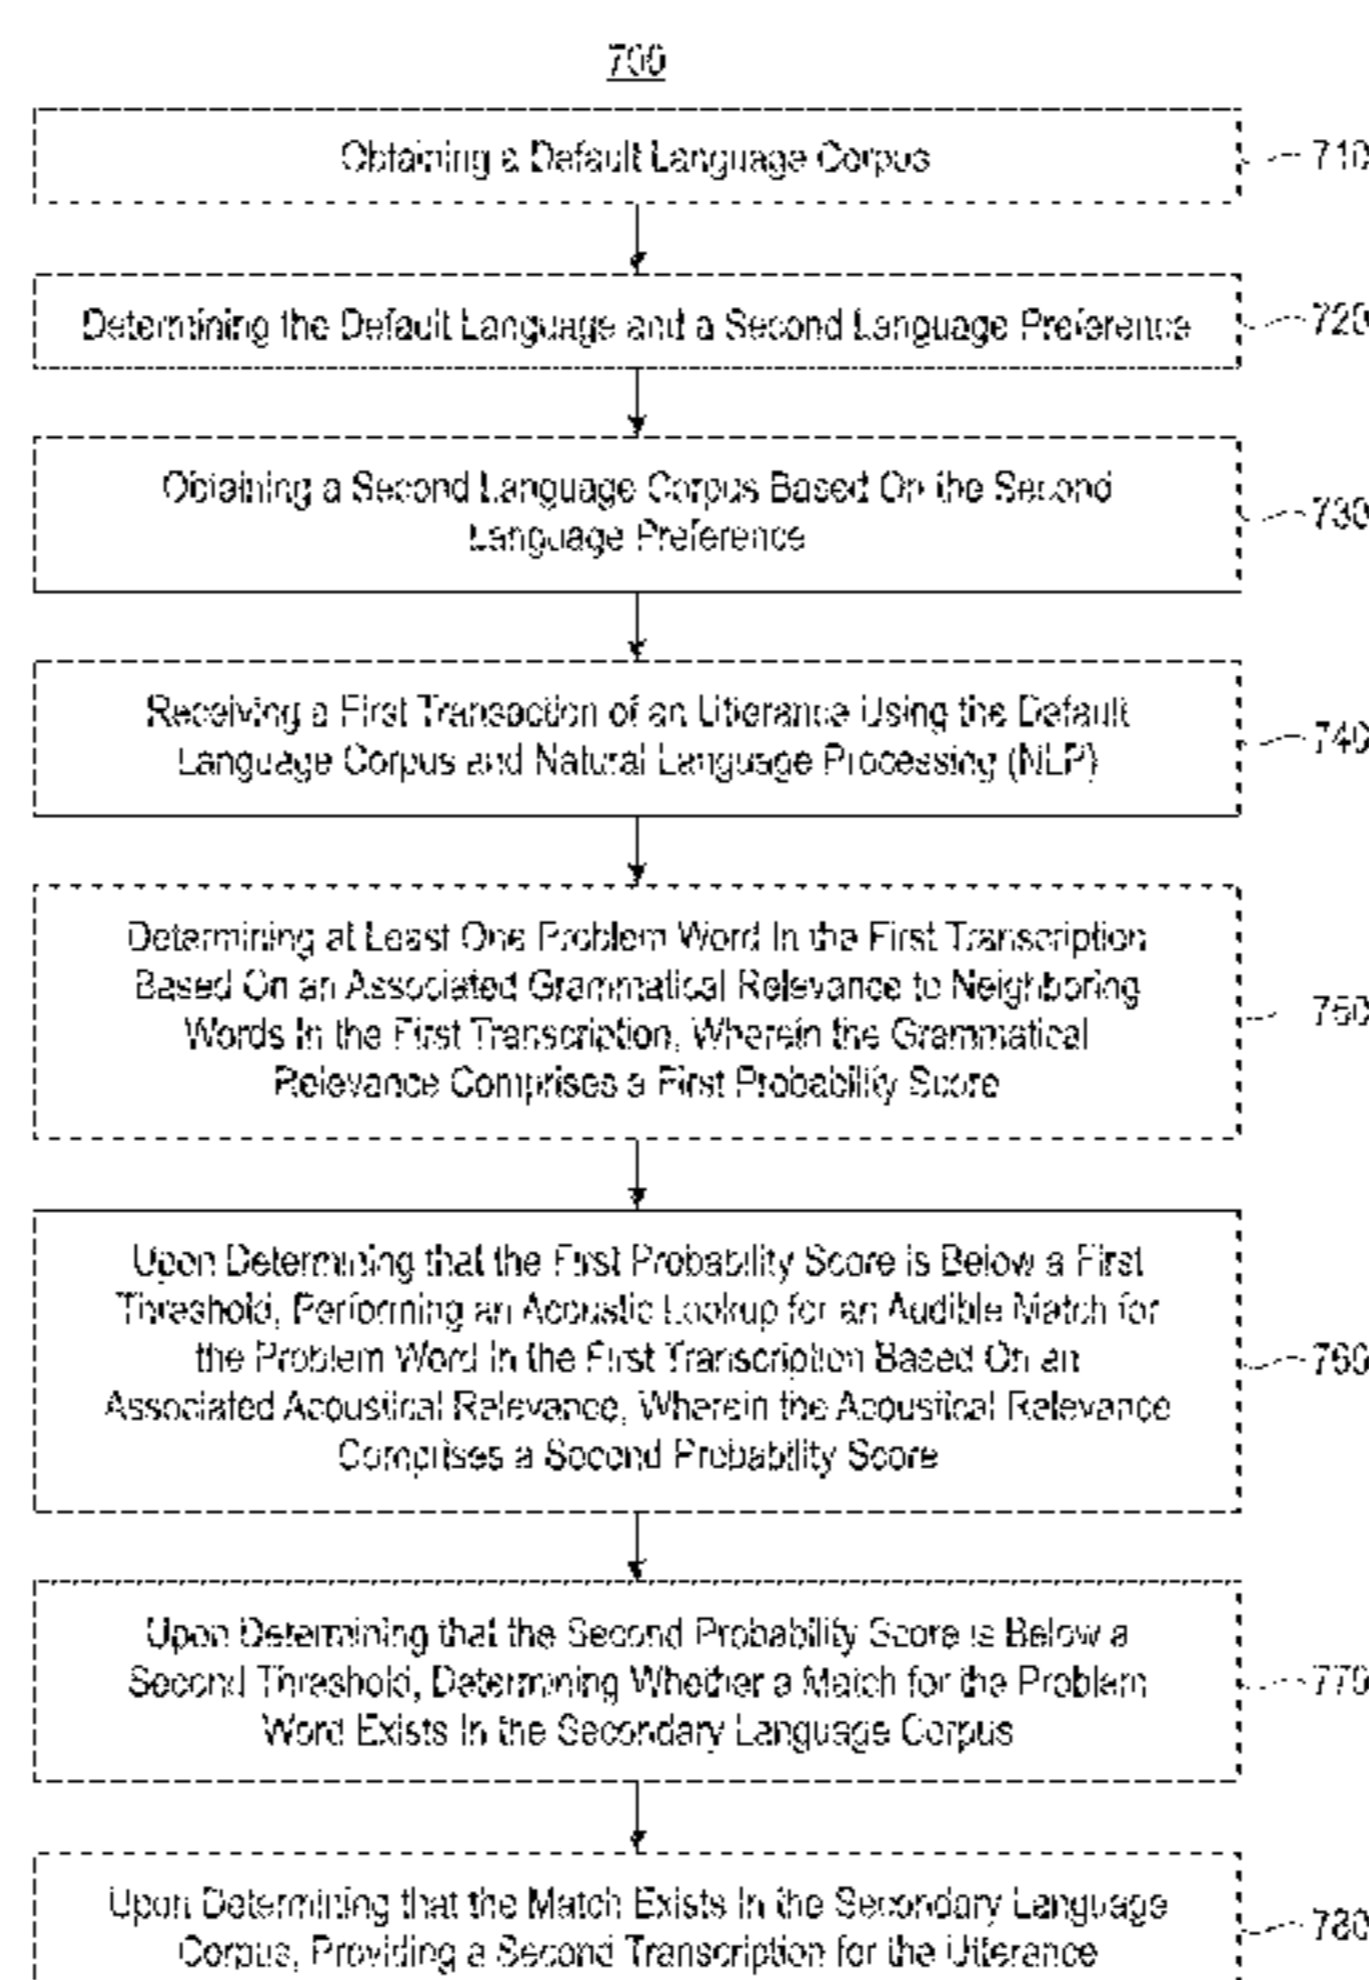 700
Obtaining a Default Language Corpus
710
Determining the Default Language and a Second Language Preference
720
Obtaining a Second Language Corpus Based On the Second
Language Preference
730
Receiving a First Transaction of an Utterance Using the Default
Language Corpus and Natural Language Processing (NLP)
740
Determining at Least One Problem Word In the First Transcription
Based On an Associated Grammatical Relevance to Neighboring
Words In the First Transcription, Wherein the Grammatical
Relevance Comprises a First Probability Score
750
Upon Determining that the First Probability Score is Below a First
Threshold, Performing an Acoustic Lookup for an Audible Match for
the Problem Word In the First Transcription Based On an
Associated Acoustical Relevance, Wherein the Acoustical Relevance
Comprises a Second Probability Score
760
Upon Determining that the Second Probability Score is Below a
Second Threshold, Determining Whether a Match for the Problem
Word Exists In the Secondary Language Corpus
770
Upon Determining that the Match Exists In the Secondary Language
Corpus, Providing a Second Transcription for the Utterance
780